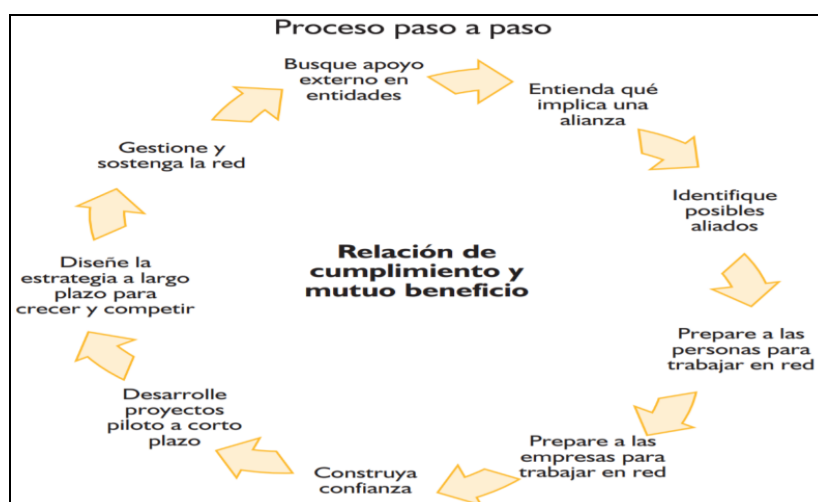 Proceso paso a paso
Busque apoyo
externo en
entidades
Entienda qué
implica una
alianza
Identifique
posibles
aliados
Prepare a las
personas para
trabajar en red
Prepare a las
empresas para
trabajar en red
Construya
confianza
Desarrolle
proyectos
piloto a corto
plazo
Diseñe la
estrategia a largo
plazo para
crecer y competir
Gestione y
sostenga la red
Relación de
cumplimiento y
mutuo beneficio